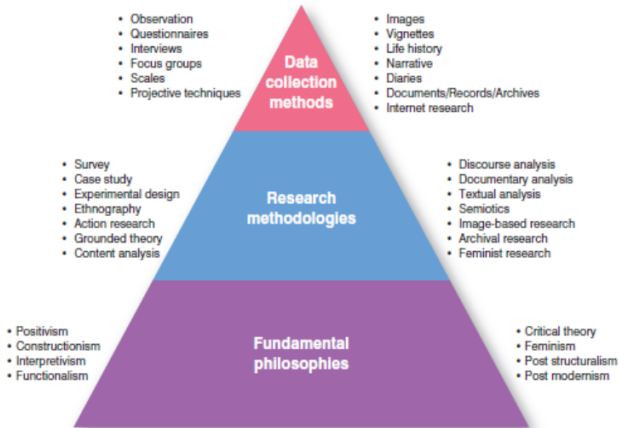 • Observation
• Questionnaires
• Interviews
• Focus groups
• Scales
• Projective techniques
Data
collection
methods
• Images
• Vignettes
• Life history
• Narrative
• Diaries
• Documents/Records/Archives
• Internet research
• Survey
• Case study
• Experimental design
• Ethnography
• Action research
• Grounded theory
• Content analysis
Research
methodologies
• Discourse analysis
• Documentary analysis
• Textual analysis
• Semiotics
• Image-based research
• Archival research
• Feminist research
• Positivism
• Constructionism
• Interpretivism
• Functionalism
Fundamental
philosophies
• Critical theory
• Feminism
• Post structuralism
• Post modernism